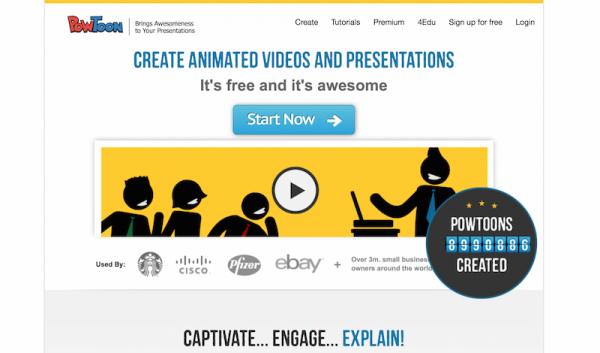 PowToon
Brings Awesomeness
to Your Presentations
Create Tutorials Premium 4Edu Sign up for free Login
CREATE ANIMATED VIDEOS AND PRESENTATIONS
It's free and it's awesome
Start Now
POWTOONS
8990886
CREATED
Used By:
CISCO
Pfizer
ebay
+
Over 3m. small business
owners around the world
CAPTIVATE... ENGAGE... EXPLAIN!